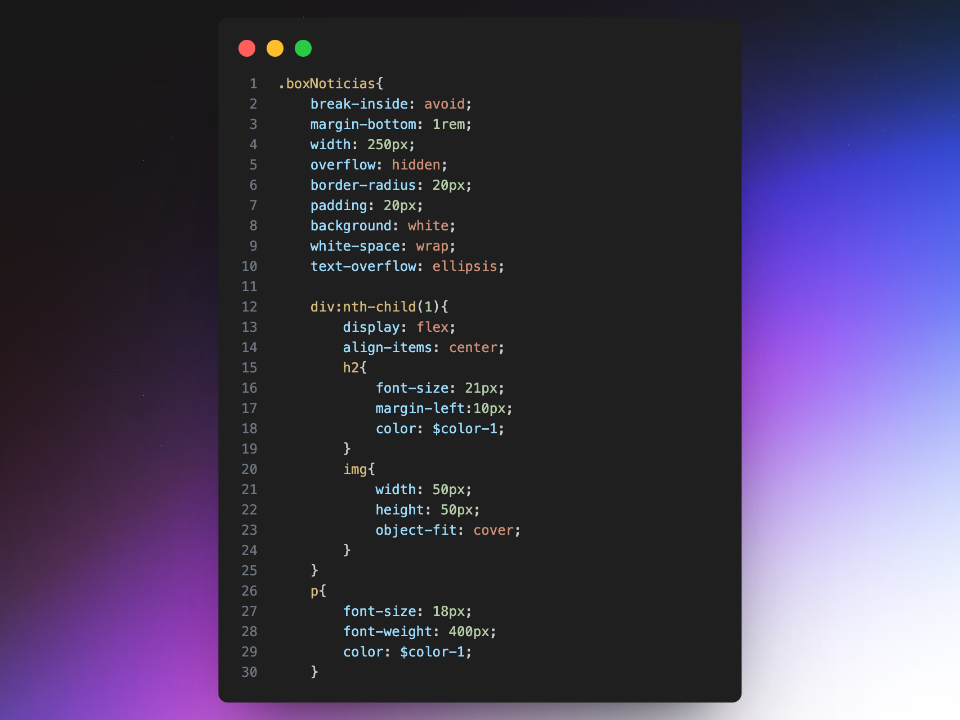 1 .boxNoticias{
2 break-inside: avoid;
3 margin-bottom: 1rem;
4 width: 250px;
5 overflow: hidden;
6 border-radius: 20px;
7 padding: 20px;
8 background: white;
9 white-space: wrap;
10 text-overflow: ellipsis;
11
12 div:nth-child(1){
13 display: flex;
14 align-items: center;
15 h2{
16 font-size: 21px;
17 margin-left:10px;
18 color: $color-1;
19 }
20 img{
21 width: 50px;
22 height: 50px;
23 object-fit: cover;
24 }
25 }
26 p{
27 font-size: 18px;
28 font-weight: 400px;
29 color: $color-1;
30 }